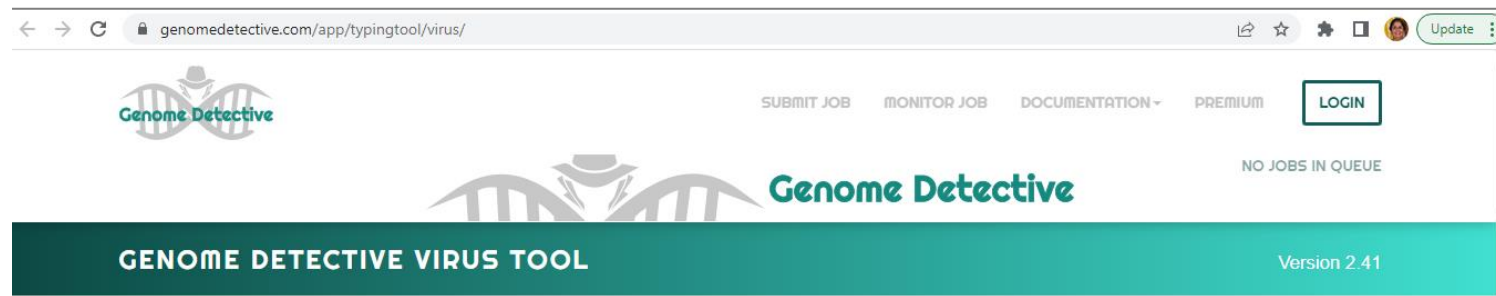 genomedetective.com/app/typingtool/virus/
Update
Genome Detective
SUBMIT JOB MONITOR JOB DOCUMENTATION PREMIUM LOGIN
NO JOBS IN QUEUE
Genome Detective
GENOME DETECTIVE VIRUS TOOL
Version 2.41